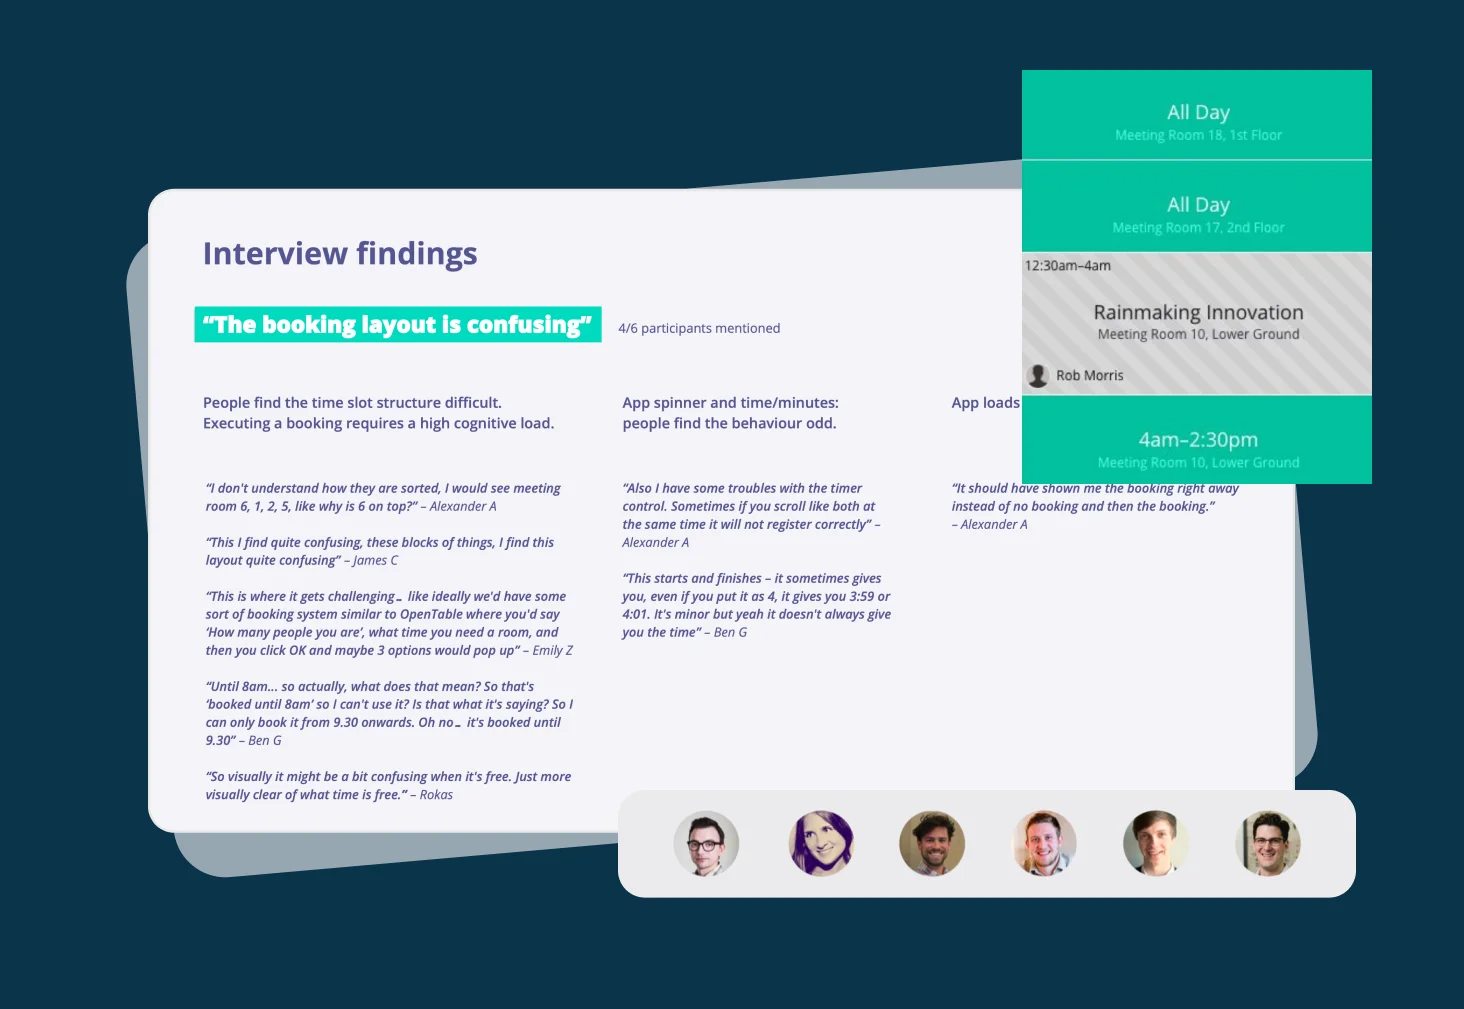 All Day
Meeting Room 18, 1st Floor
All Day
Meeting Room 17, 2nd Floor
12:30am–4am
Rainmaking Innovation
Meeting Room 10, Lower Ground
Rob Morris
4am–2:30pm
Meeting Room 10, Lower Ground
Interview findings
“The booking layout is confusing”
4/6 participants mentioned
People find the time slot structure difficult.
Executing a booking requires a high cognitive load.
“I don't understand how they are sorted, I would see meeting
room 6, 1, 2, 5, like why is 6 on top?” – Alexander A
“This I find quite confusing, these blocks of things, I find this
layout quite confusing” – James C
“This is where it gets challenging… like ideally we'd have some
sort of booking system similar to OpenTable where you'd say
‘How many people you are’, what time you need a room, and
then you click OK and maybe 3 options would pop up” – Emily Z
“Until 8am... so actually, what does that mean? So that's
‘booked until 8am’ so I can't use it? Is that what it's saying? So I
can only book it from 9.30 onwards. Oh no… it's booked until
9.30” – Ben G
“So visually it might be a bit confusing when it's free. Just more
visually clear of what time is free.” – Rokas
App spinner and time/minutes:
people find the behaviour odd.
“Also I have some troubles with the timer
control. Sometimes if you scroll like both at
the same time it will not register correctly” –
Alexander A
“This starts and finishes – it sometimes gives
you, even if you put it as 4, it gives you 3:59 or
4:01. It's minor but yeah it doesn't always give
you the time” – Ben G
App loads
“It should have shown me the booking right away
instead of no booking and then the booking.”
– Alexander A